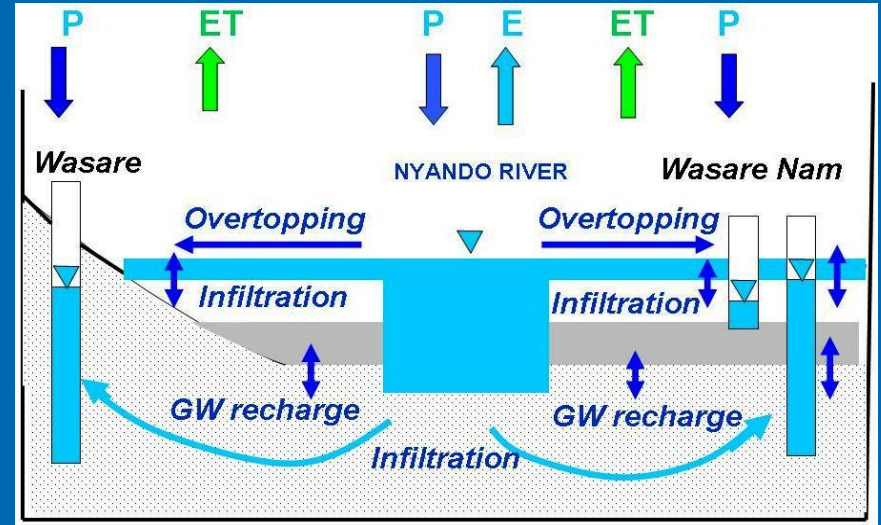 P ET P E ET P
Wasare NYANDO RIVER Wasare Nam
Overtopping Overtopping
Infiltration Infiltration
GW recharge GW recharge
Infiltration